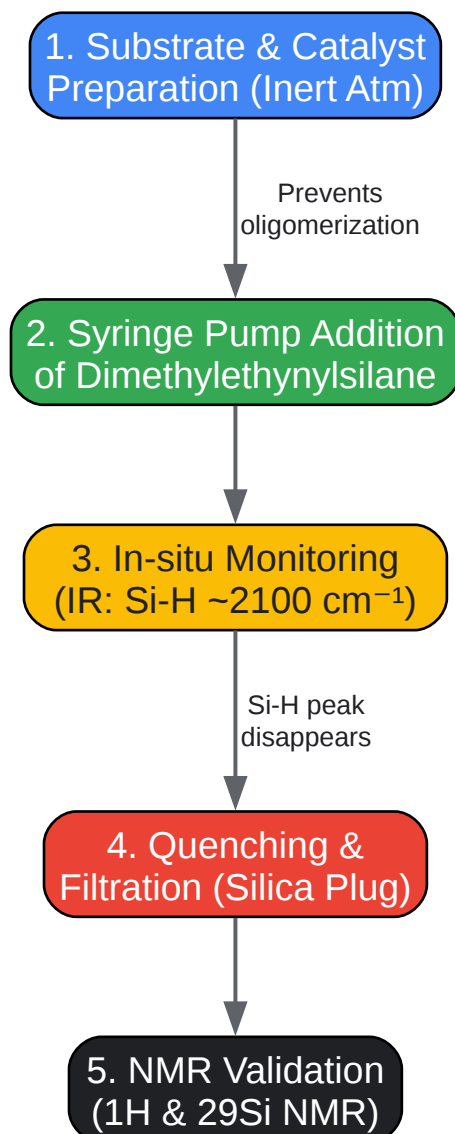 1. Substrate & Catalyst
Preparation (Inert Atm)
Prevents
oligomerization
2. Syringe Pump Addition
of Dimethylethynylsilane
3. In-situ Monitoring
(IR: Si-H ~2100 cm⁻¹)
Si-H peak
disappears
4. Quenching &
Filtration (Silica Plug)
5. NMR Validation
(1H & 29Si NMR)